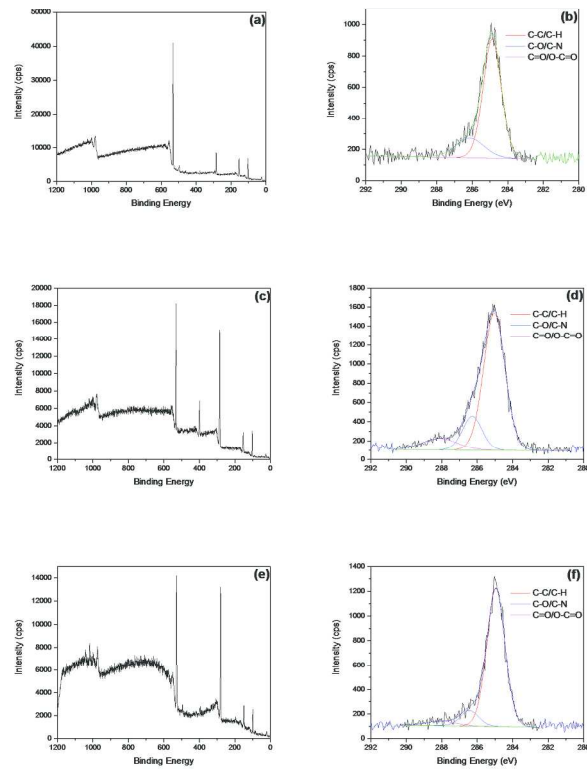 (a)
50000
40000
30000
20000
10000
0
Intensity (cps)
1200 1000 800 600 400 200 0
Binding Energy
(b)
C-C/C-H
C-O/C-N
C=O/O-C=O
1000
800
600
400
200
0
Intensity (cps)
292 290 288 286 284 282 280
Binding Energy (eV)
(c)
20000
18000
16000
14000
12000
10000
8000
6000
4000
2000
0
Intensity (cps)
1200 1000 800 600 400 200 0
Binding Energy
(d)
C-C/C-H
C-O/C-N
C=O/O-C=O
1800
1600
1400
1200
1000
800
600
400
200
0
Intensity (cps)
292 290 288 286 284 282 280
Binding Energy (eV)
(e)
14000
12000
10000
8000
6000
4000
2000
0
Intensity (cps)
1200 1000 800 600 400 200 0
Binding Energy
(f)
C-C/C-H
C-O/C-N
C=O/O-C=O
1400
1200
1000
800
600
400
200
0
Intensity (cps)
292 290 288 286 284 282 280
Binding Energy (eV)